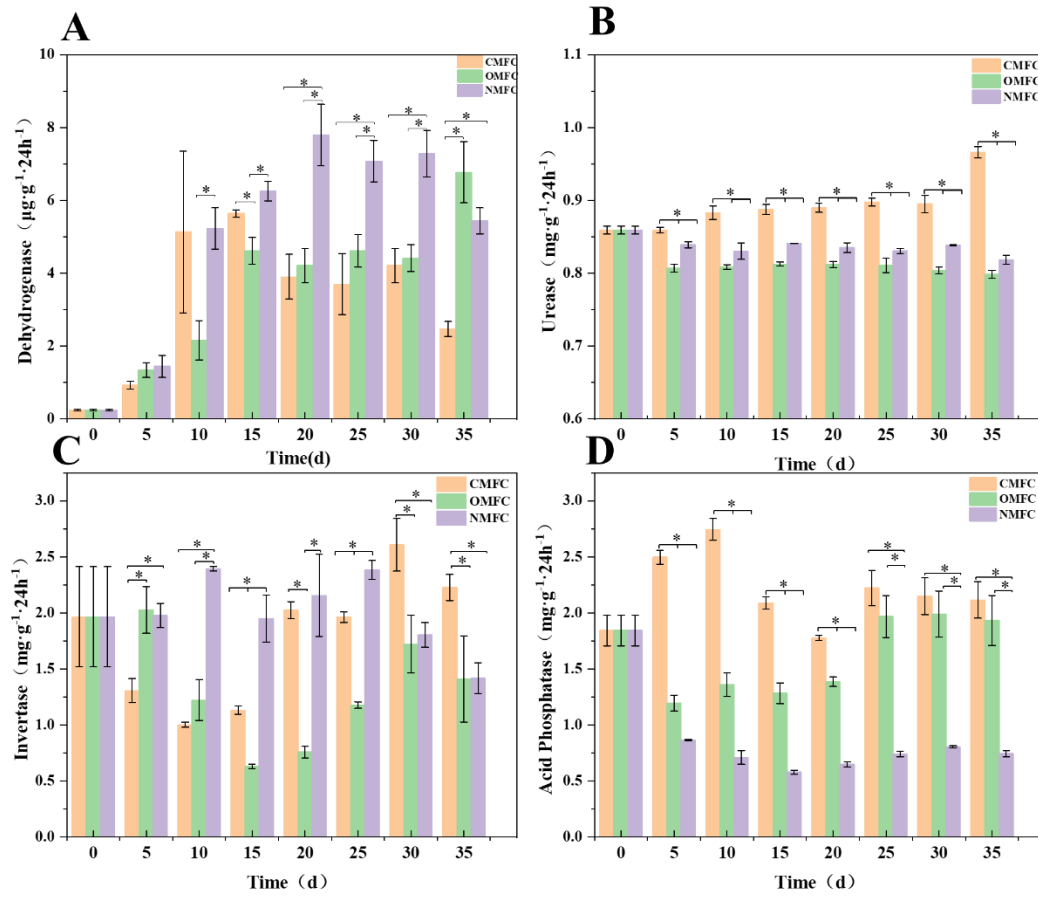 A
Dehydrogenase（μg·g⁻¹·24h⁻¹）
10
8
6
4
2
0
CMFC
OMFC
NMFC
* * * * * * * * * * *
0 5 10 15 20 25 30 35
Time(d)
B
Urease（mg·g⁻¹·24h⁻¹）
1.1
1.0
0.9
0.8
0.7
0.6
CMFC
OMFC
NMFC
* * * * * * *
0 5 10 15 20 25 30 35
Time（d）
C
Invertase（mg·g⁻¹·24h⁻¹）
3.0
2.5
2.0
1.5
1.0
0.5
0.0
CMFC
OMFC
NMFC
* * * * * * * * * * * *
0 5 10 15 20 25 30 35
Time（d）
D
Acid Phosphatase（mg·g⁻¹·24h⁻¹）
3.0
2.5
2.0
1.5
1.0
0.5
0.0
CMFC
OMFC
NMFC
* * * * * * * * * *
0 5 10 15 20 25 30 35
Time（d）